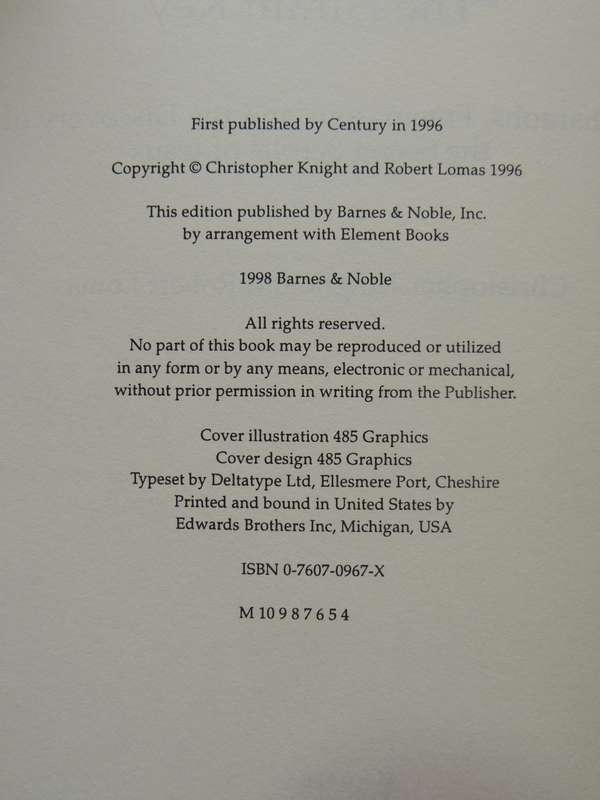 First published by Century in 1996
Copyright © Christopher Knight and Robert Lomas 1996
This edition published by Barnes & Noble, Inc.
by arrangement with Element Books
1998 Barnes & Noble
All rights reserved.
No part of this book may be reproduced or utilized
in any form or by any means, electronic or mechanical,
without prior permission in writing from the Publisher.
Cover illustration 485 Graphics
Cover design 485 Graphics
Typeset by Deltatype Ltd, Ellesmere Port, Cheshire
Printed and bound in United States by
Edwards Brothers Inc, Michigan, USA
ISBN 0-7607-0967-X
M 10 9 8 7 6 5 4